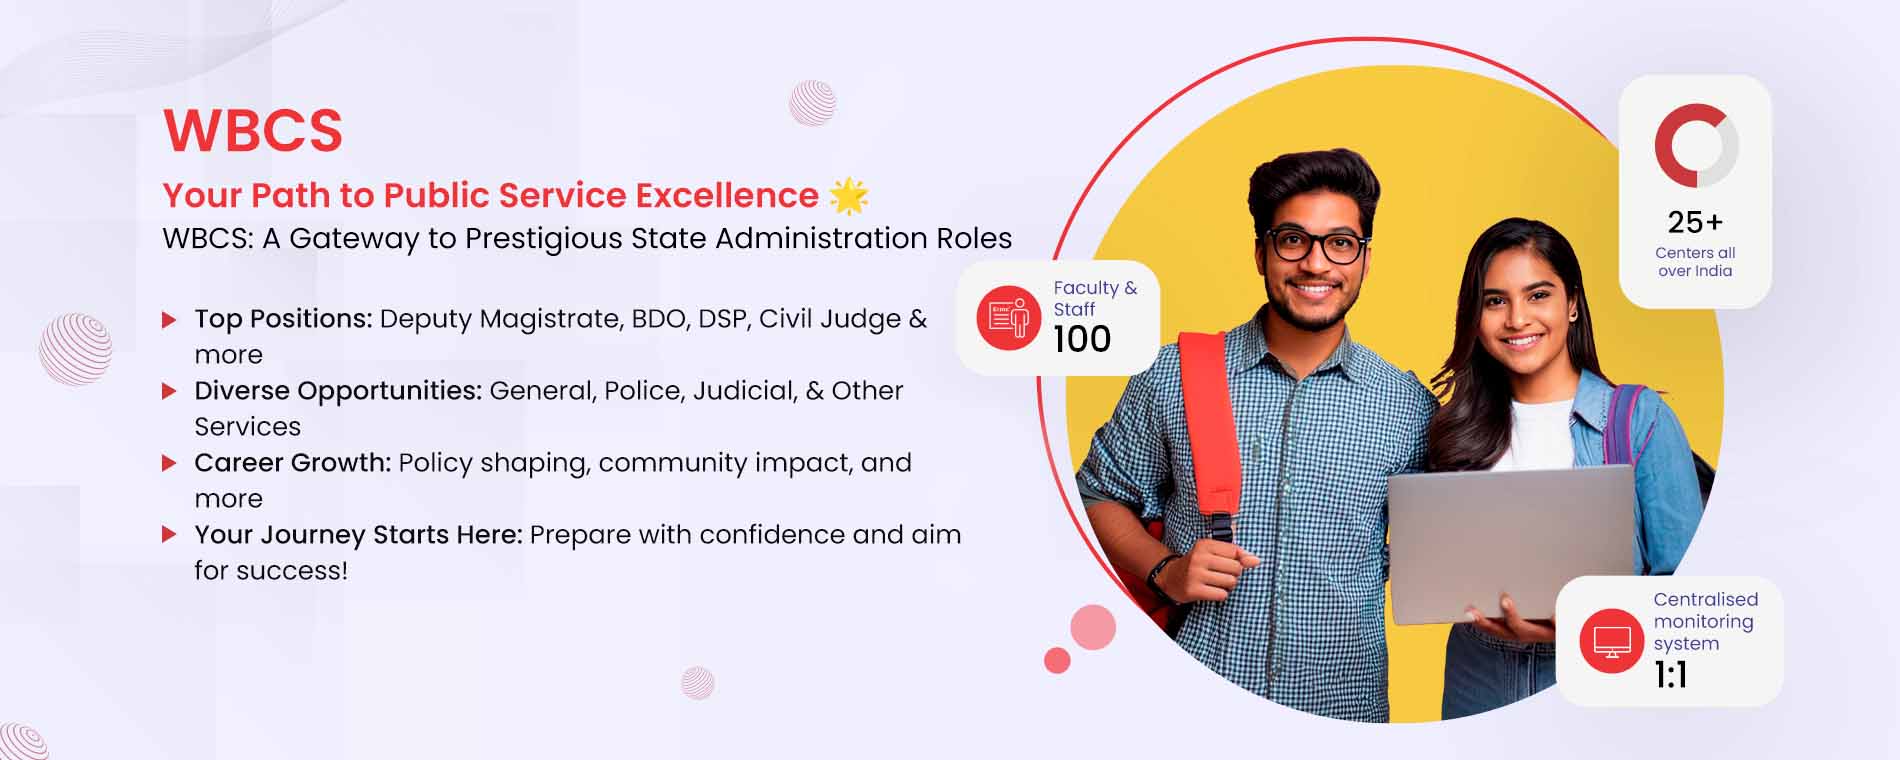 WBCS
Your Path to Public Service Excellence 🌟
WBCS: A Gateway to Prestigious State Administration Roles
Top Positions: Deputy Magistrate, BDO, DSP, Civil Judge &
more
Diverse Opportunities: General, Police, Judicial, & Other
Services
Career Growth: Policy shaping, community impact, and
more
Your Journey Starts Here: Prepare with confidence and aim
for success!
Faculty &
Staff
100
25+
Centers all
over India
Centralised
monitoring
system
1:1